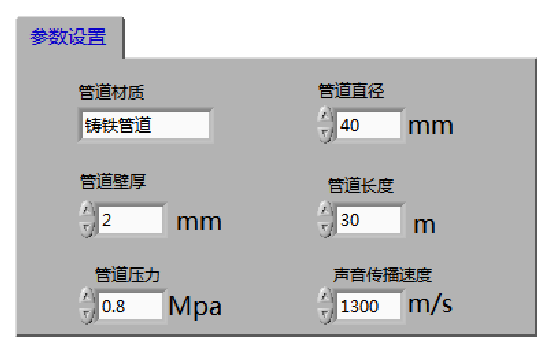 参数设置
管道材质
铸铁管道
管道直径
40 mm
管道壁厚
2 mm
管道长度
30 m
管道压力
0.8 Mpa
声音传播速度
1300 m/s